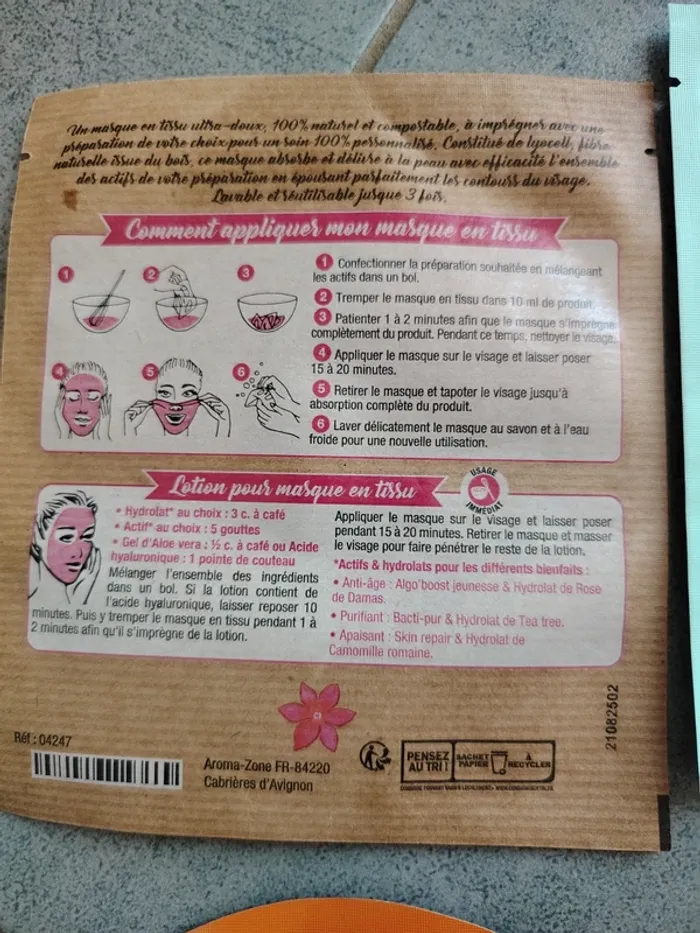 Un masque en tissu ultra-doux, 100% naturel et compostable, à imprégner avec une
préparation de votre choix pour un soin 100% personnalisé. Constitué de lyocell, fibre
naturelle issue du bois, ce masque absorbe et délivre à la peau avec efficacité l'ensemble
des actifs de votre préparation en épousant parfaitement les contours du visage.
Lavable et réutilisable jusque 3 fois.
Comment appliquer mon masque en tissu
1
2
3
4
5
6
1 Confectionner la préparation souhaitée en mélangeant
les actifs dans un bol.
2 Tremper le masque en tissu dans 10 ml de produit.
3 Patienter 1 à 2 minutes afin que le masque s'imprègne
complètement du produit. Pendant ce temps, nettoyer le visage.
4 Appliquer le masque sur le visage et laisser poser
15 à 20 minutes.
5 Retirer le masque et tapoter le visage jusqu'à
absorption complète du produit.
6 Laver délicatement le masque au savon et à l'eau
froide pour une nouvelle utilisation.
Lotion pour masque en tissu
USAGE
IMMÉDIAT
• Hydrolat* au choix : 3 c. à café
• Actif* au choix : 5 gouttes
• Gel d'Aloe vera : ½ c. à café ou Acide
hyaluronique : 1 pointe de couteau
Mélanger l'ensemble des ingrédients
dans un bol. Si la lotion contient de
l'acide hyaluronique, laisser reposer 10
minutes. Puis y tremper le masque en tissu pendant 1 à
2 minutes afin qu'il s'imprègne de la lotion.
Appliquer le masque sur le visage et laisser poser
pendant 15 à 20 minutes. Retirer le masque et masser
le visage pour faire pénétrer le reste de la lotion.
*Actifs & hydrolats pour les différents bienfaits :
• Anti-âge : Algo'boost jeunesse & Hydrolat de Rose
de Damas.
• Purifiant : Bacti-pur & Hydrolat de Tea tree.
• Apaisant : Skin repair & Hydrolat de
Camomille romaine.
21082502
Réf : 04247
Aroma-Zone FR-84220
Cabrières d'Avignon
PENSEZ
AU TRI !
SACHET
PAPIER
À
RECYCLER